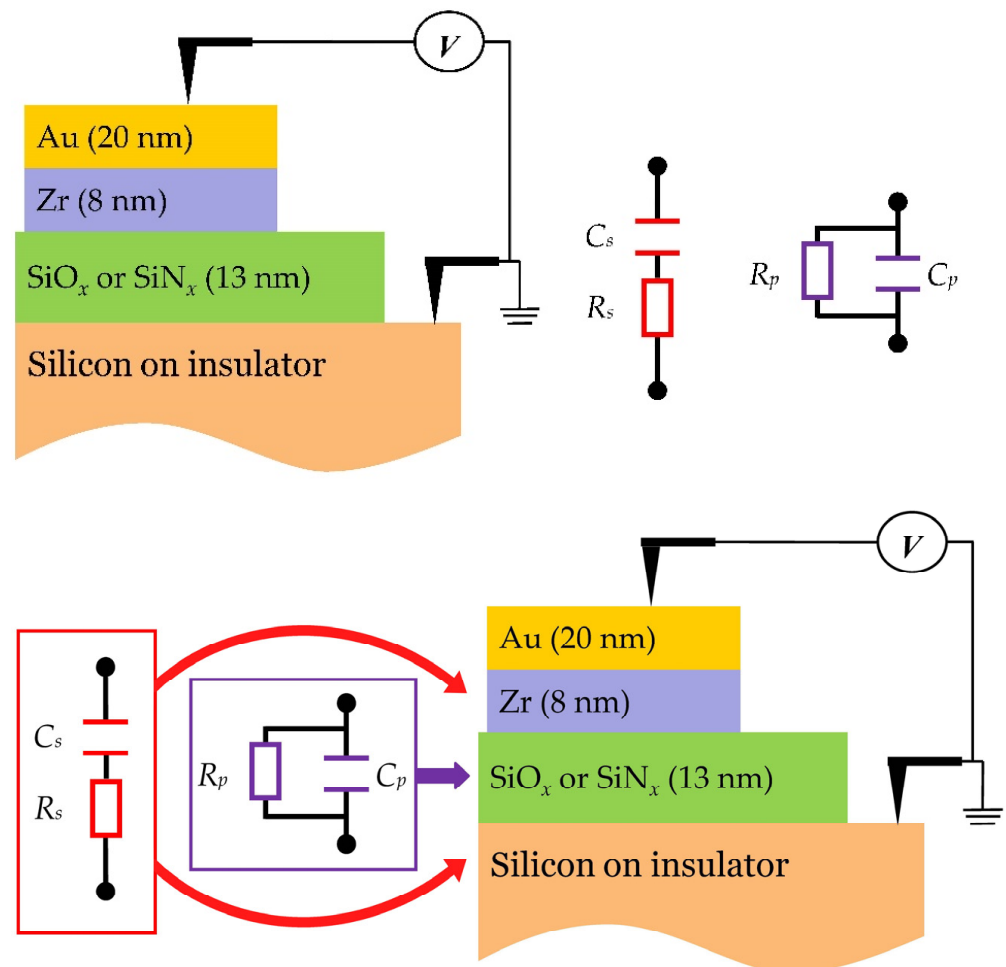 V
Au (20 nm)
Zr (8 nm)
SiOx or SiNx (13 nm)
Silicon on insulator
Cs
Rs
Rp
Cp
V
Au (20 nm)
Zr (8 nm)
SiOx or SiNx (13 nm)
Silicon on insulator
Cs
Rs
Rp
Cp